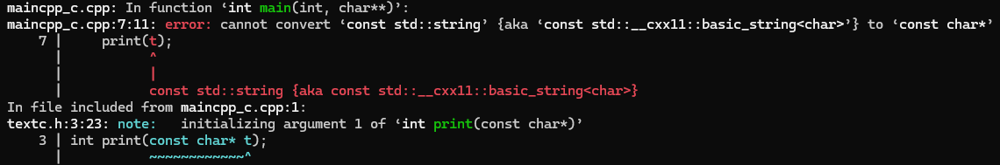 maincpp_c.cpp: In function ‘int main(int, char**)’:
maincpp_c.cpp:7:11: error: cannot convert ‘const std::string’ {aka ‘const std::__cxx11::basic_string<char>’} to ‘const char*’
    7 |     print(t);
      |           ^
      |           |
      |           const std::string {aka const std::__cxx11::basic_string<char>}
In file included from maincpp_c.cpp:1:
textc.h:3:23: note:   initializing argument 1 of ‘int print(const char*)’
    3 | int print(const char* t);
      |           ~~~~~~~~~~~~^